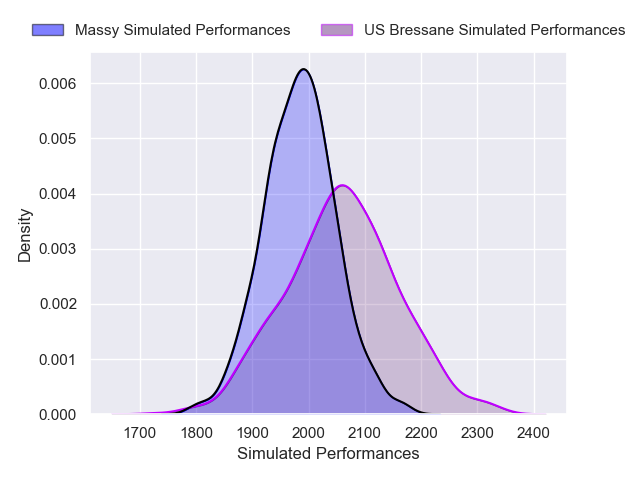 Massy Simulated Performances US Bressane Simulated Performances
0.006
0.005
0.004
0.003
0.002
0.001
0.000
Density
1700 1800 1900 2000 2100 2200 2300 2400
Simulated Performances